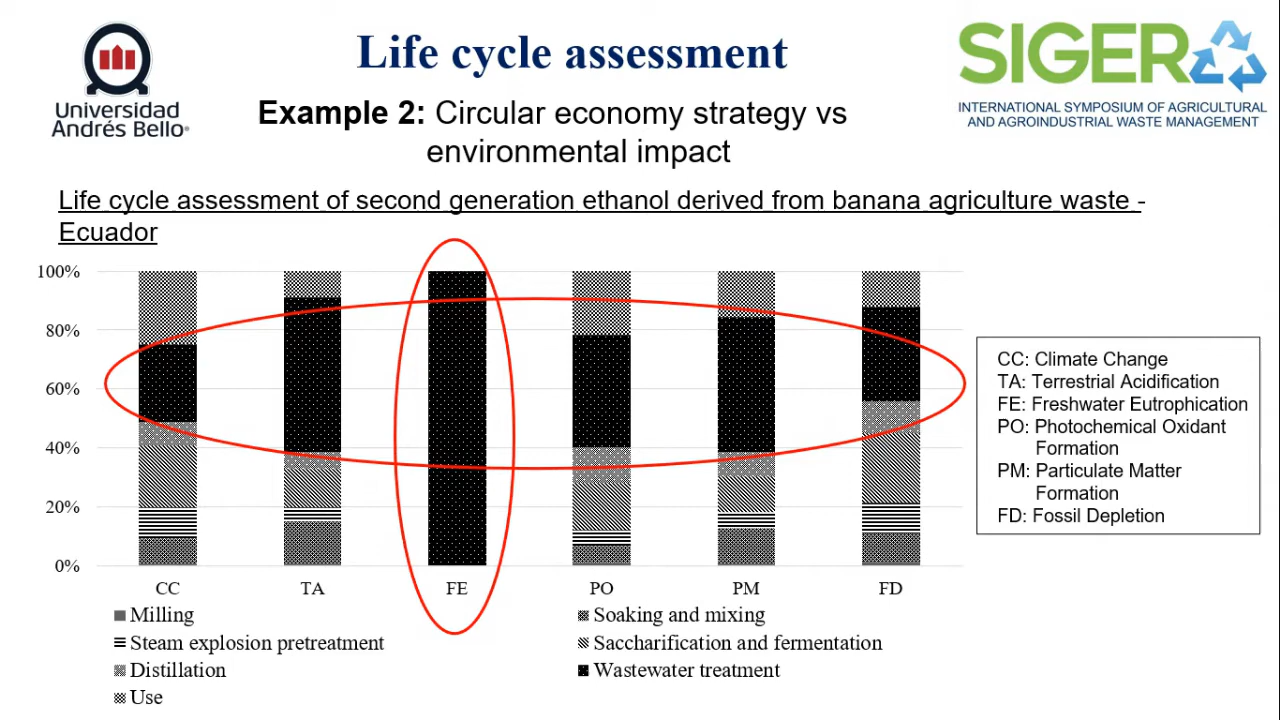 Universidad
Andrés Bello®
Life cycle assessment
Example 2: Circular economy strategy vs
environmental impact
SIGER
INTERNATIONAL SYMPOSIUM OF AGRICULTURAL
AND AGROINDUSTRIAL WASTE MANAGEMENT
Life cycle assessment of second generation ethanol derived from banana agriculture waste -
Ecuador
100%
80%
60%
40%
20%
0%
CC TA FE PO PM FD
Milling
Soaking and mixing
Steam explosion pretreatment
Saccharification and fermentation
Distillation
Wastewater treatment
Use
CC: Climate Change
TA: Terrestrial Acidification
FE: Freshwater Eutrophication
PO: Photochemical Oxidant
Formation
PM: Particulate Matter
Formation
FD: Fossil Depletion